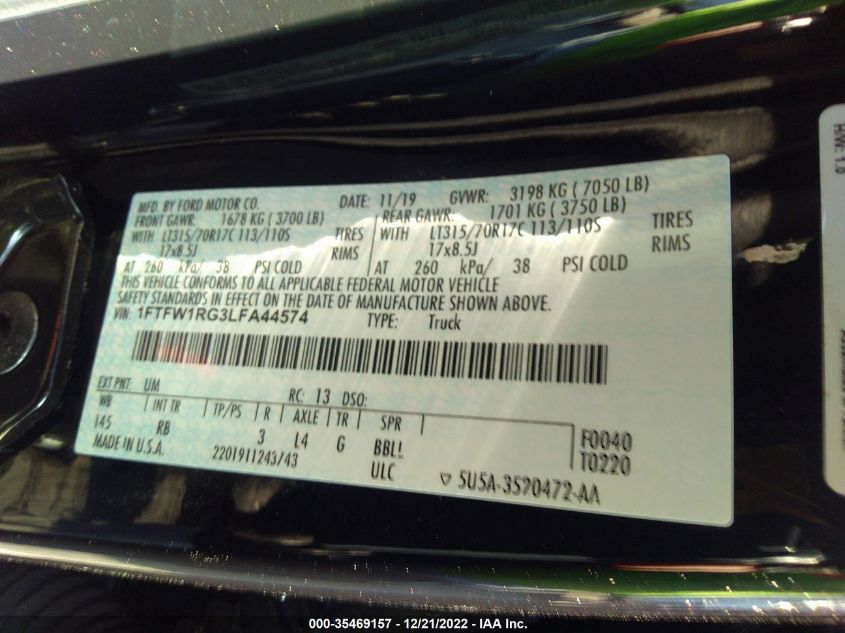 MFD. BY FORD MOTOR CO. DATE: 11/19 GVWR: 3198 KG ( 7050 LB)
FRONT GAWR: 1678 KG ( 3700 LB) REAR GAWR: 1701 KG ( 3750 LB)
WITH LT315/70R17C 113/110S TIRES WITH LT315/70R17C 113/110S TIRES
17x8.5J RIMS 17x8.5J RIMS
AT 260 kPa/ 38 PSI COLD AT 260 kPa/ 38 PSI COLD
THIS VEHICLE CONFORMS TO ALL APPLICABLE FEDERAL MOTOR VEHICLE
SAFETY STANDARDS IN EFFECT ON THE DATE OF MANUFACTURE SHOWN ABOVE.
VIN: 1FTFW1RG3LFA44574 TYPE: Truck
EXT PNT: UM RC: 13 DSO:
WB INT TR TP/PS R AXLE TR SPR
145 RB 3 L4 G BBL! F0040
MADE IN U.S.A. 2201911243/43 ULC T0220
▽ 5U5A-3520472-AA
H/W: 1.0
000-35469157 - 12/21/2022 - IAA Inc.